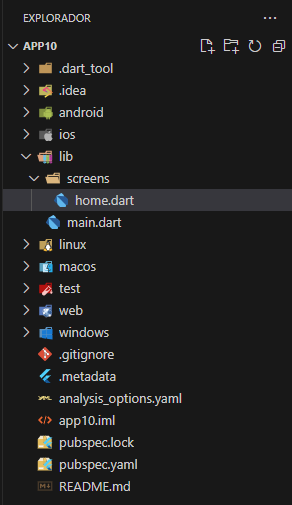 EXPLORADOR
APP10
.dart_tool
.idea
android
ios
lib
screens
home.dart
main.dart
linux
macos
test
web
windows
.gitignore
.metadata
analysis_options.yaml
app10.iml
pubspec.lock
pubspec.yaml
README.md